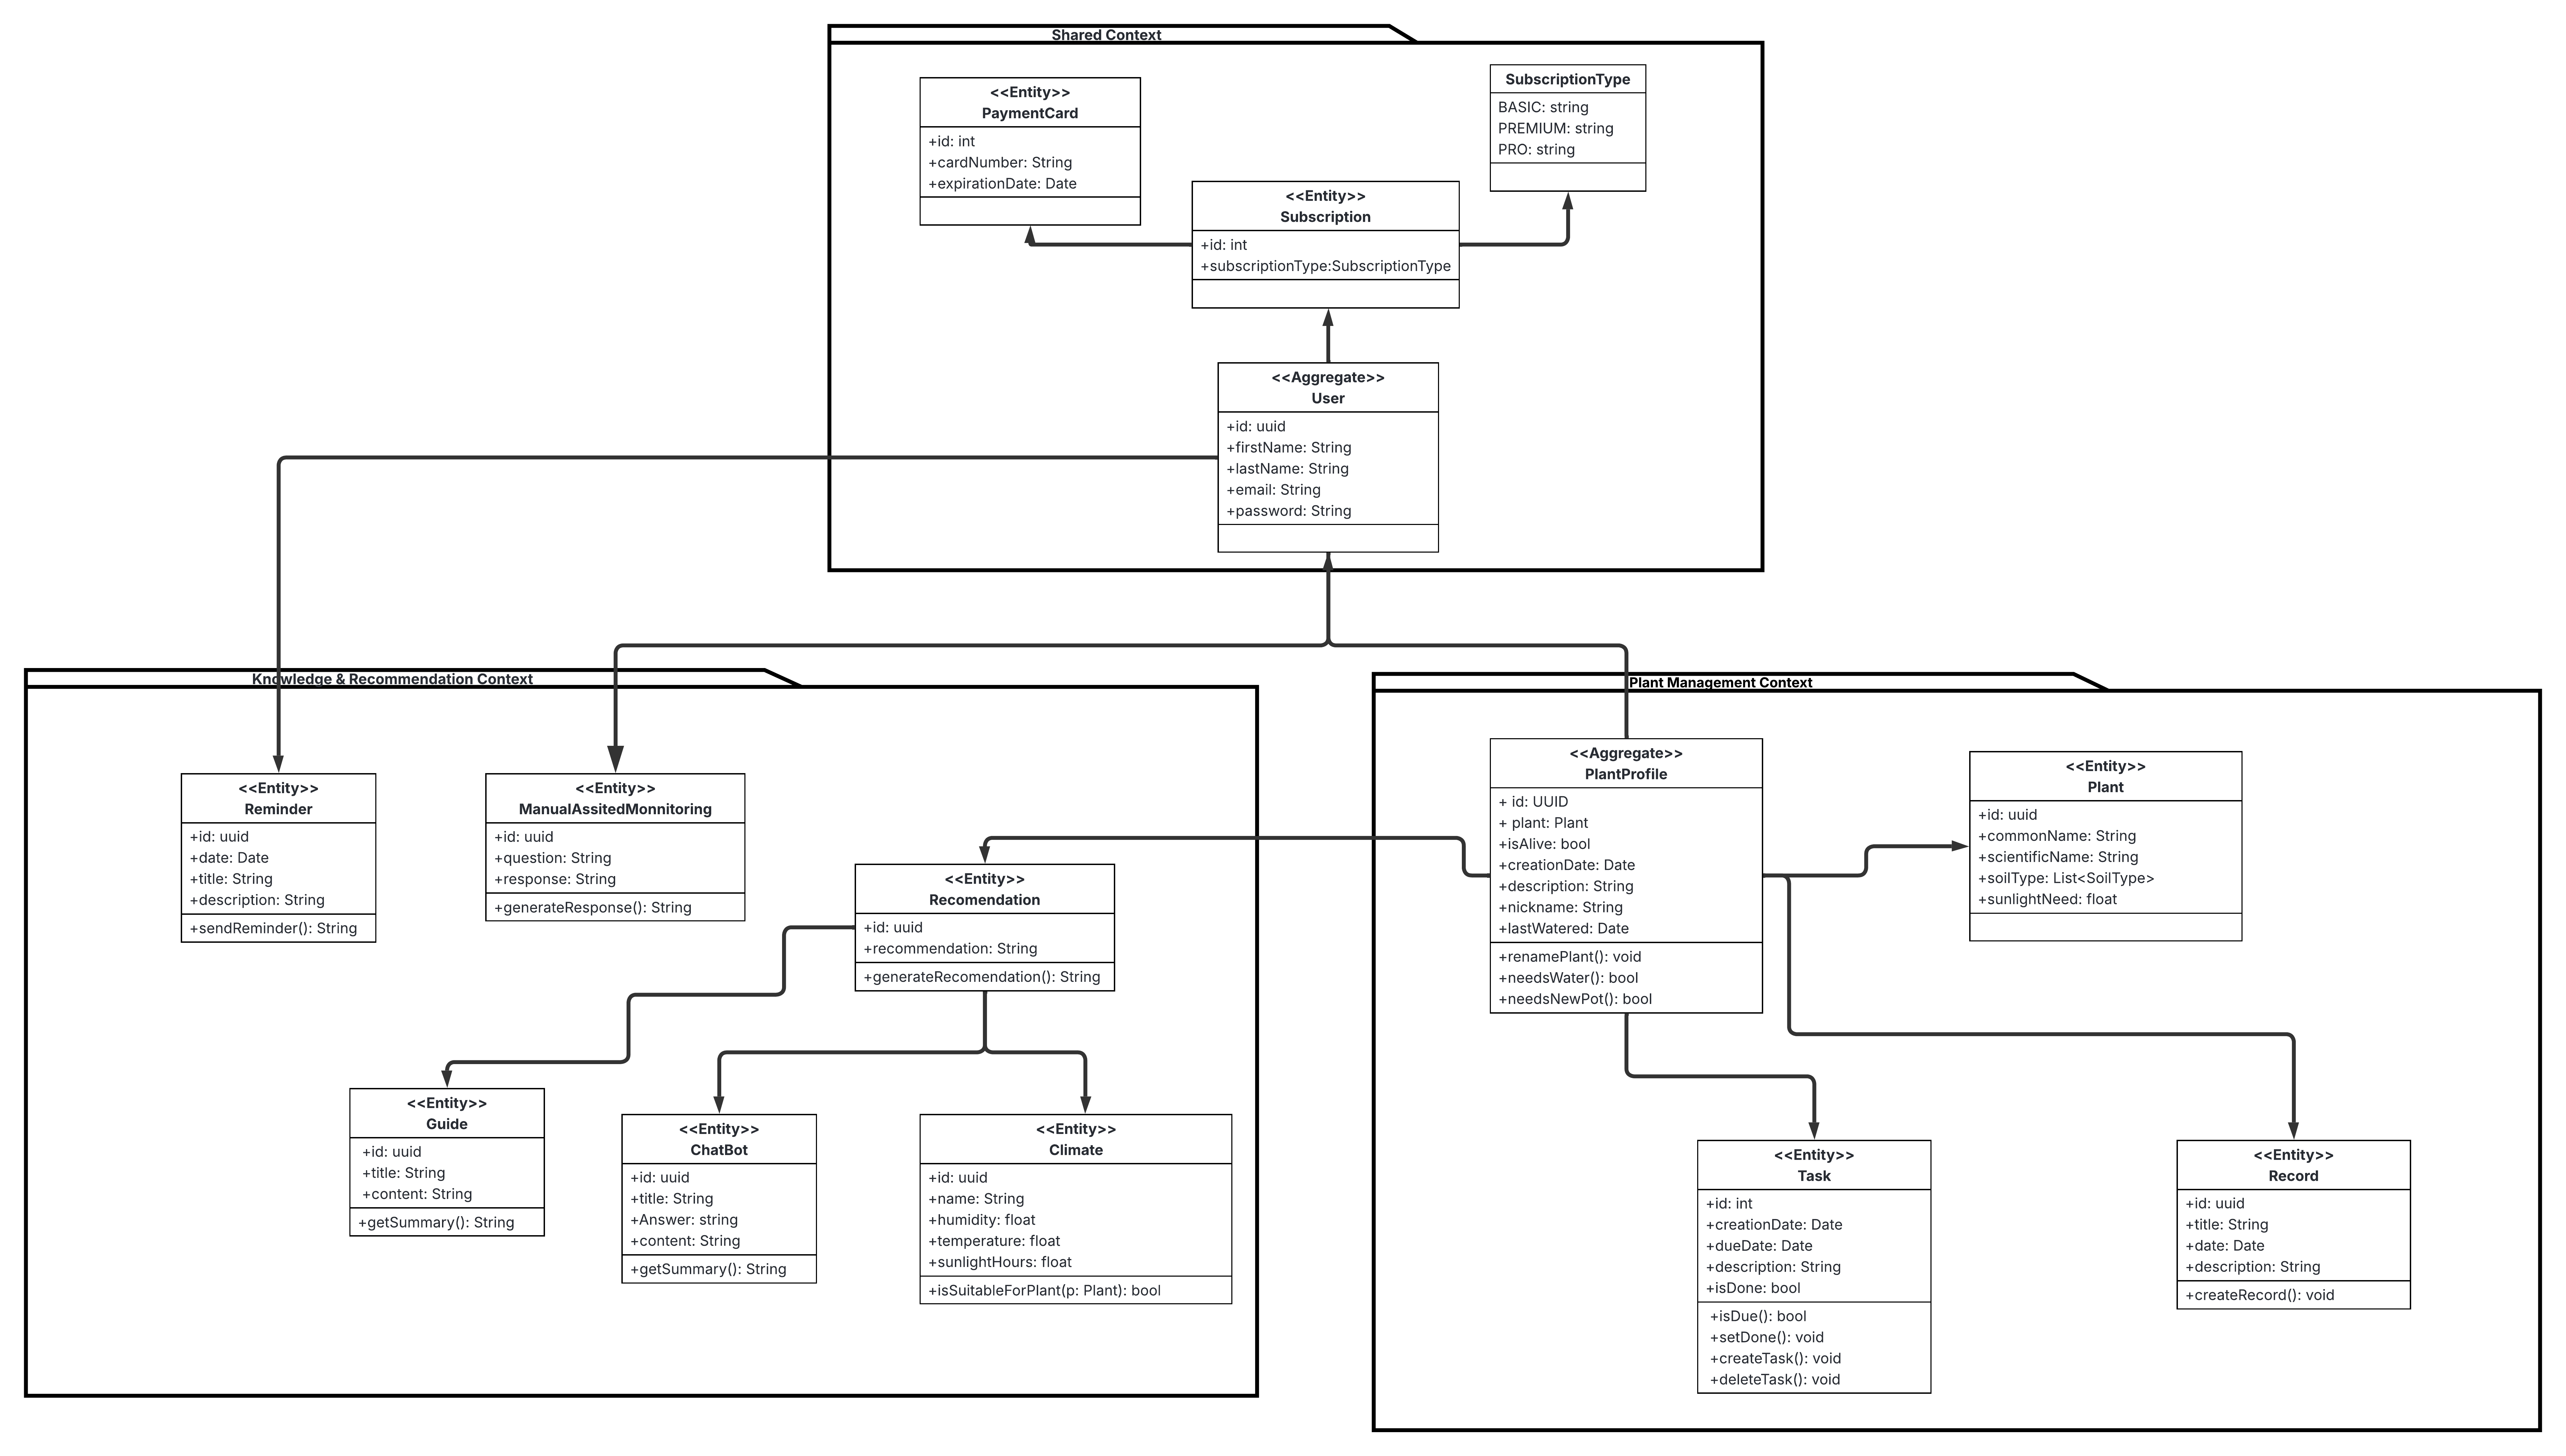 Shared Context
<<Entity>>
PaymentCard
+id: int
+cardNumber: String
+expirationDate: Date
SubscriptionType
BASIC: string
PREMIUM: string
PRO: string
<<Entity>>
Subscription
+id: int
+subscriptionType:SubscriptionType
<<Aggregate>>
User
+id: uuid
+firstName: String
+lastName: String
+email: String
+password: String
Knowledge & Recommendation Context
<<Entity>>
Reminder
+id: uuid
+date: Date
+title: String
+description: String
+sendReminder(): String
<<Entity>>
ManualAssitedMonnitoring
+id: uuid
+question: String
+response: String
+generateResponse(): String
<<Entity>>
Recomendation
+id: uuid
+recommendation: String
+generateRecomendation(): String
<<Entity>>
Guide
+id: uuid
+title: String
+content: String
+getSummary(): String
<<Entity>>
ChatBot
+id: uuid
+title: String
+Answer: string
+content: String
+getSummary(): String
<<Entity>>
Climate
+id: uuid
+name: String
+humidity: float
+temperature: float
+sunlightHours: float
+isSuitableForPlant(p: Plant): bool
Plant Management Context
<<Aggregate>>
PlantProfile
+ id: UUID
+ plant: Plant
+isAlive: bool
+creationDate: Date
+description: String
+nickname: String
+lastWatered: Date
+renamePlant(): void
+needsWater(): bool
+needsNewPot(): bool
<<Entity>>
Plant
+id: uuid
+commonName: String
+scientificName: String
+soilType: List<SoilType>
+sunlightNeed: float
<<Entity>>
Task
+id: int
+creationDate: Date
+dueDate: Date
+description: String
+isDone: bool
+isDue(): bool
+setDone(): void
+createTask(): void
+deleteTask(): void
<<Entity>>
Record
+id: uuid
+title: String
+date: Date
+description: String
+createRecord(): void